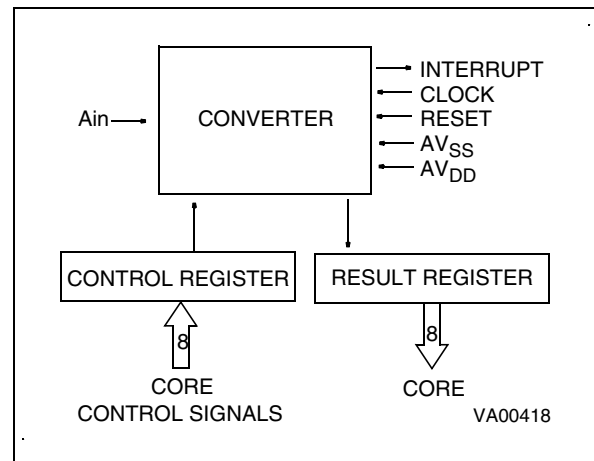 INTERRUPT
CLOCK
Ain
CONVERTER
RESET
AVSS
AVDD
CONTROL REGISTER
RESULT REGISTER
8
8
CORE
CONTROL SIGNALS
CORE
VA00418